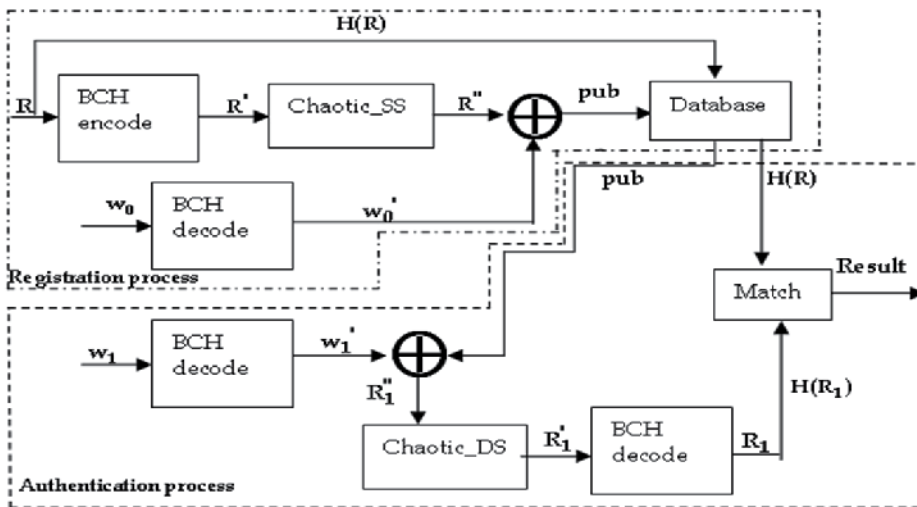 H(R)
R
BCH
encode
R'
Chaotic_SS
R"
pub
Database
w0
BCH
decode
w0'
pub
H(R)
Registration process
Result
Match
w1
BCH
decode
w1'
R1"
H(R1)
Chaotic_DS
R1'
BCH
decode
R1
Authentication process